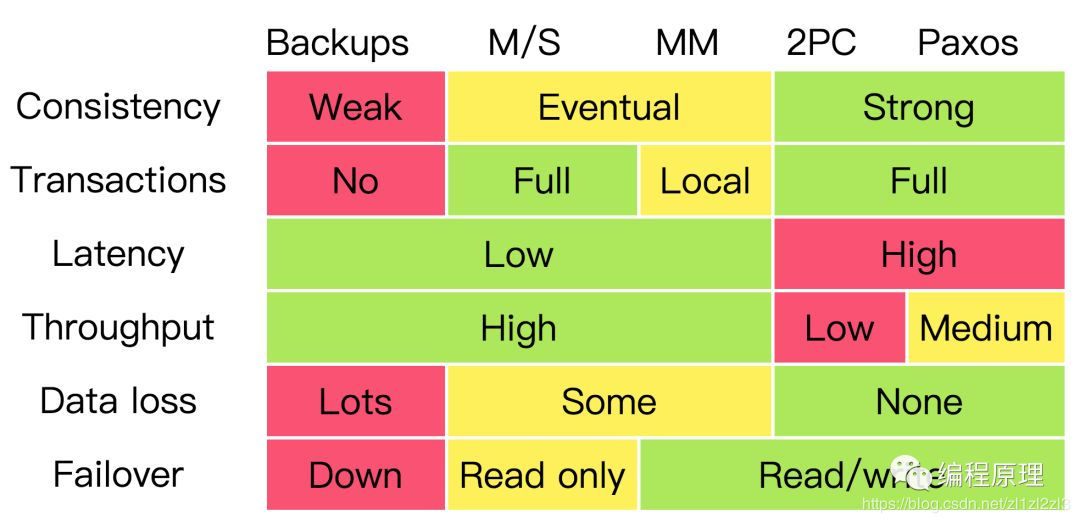 Backups M/S MM 2PC Paxos
Consistency Weak Eventual Strong
Transactions No Full Local Full
Latency Low High
Throughput High Low Medium
Data loss Lots Some None
Failover Down Read only Read/write
编程原理
https://blog.csdn.net/zl1zl2zl3